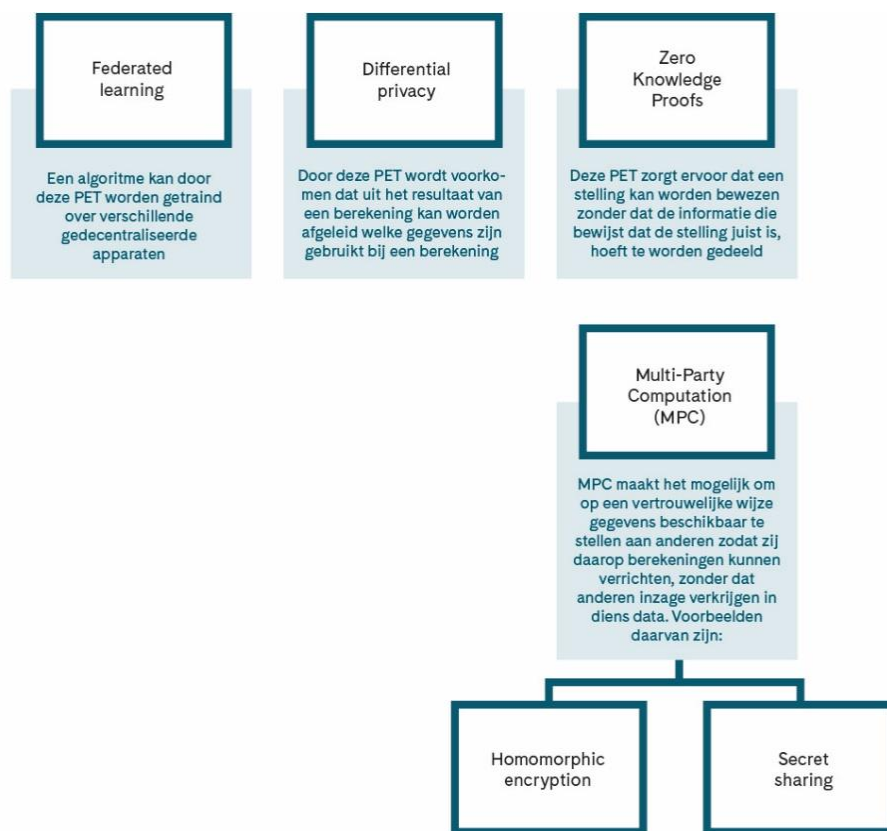 Federated
learning
Een algoritme kan door
deze PET worden getraind
over verschillende
gedecentraliseerde
apparaten
Differential
privacy
Door deze PET wordt voorko-
men dat uit het resultaat van
een berekening kan worden
afgeleid welke gegevens zijn
gebruikt bij een berekening
Zero
Knowledge
Proofs
Deze PET zorgt ervoor dat een
stelling kan worden bewezen
zonder dat de informatie die
bewijst dat de stelling juist is,
hoeft te worden gedeeld
Multi-Party
Computation
(MPC)
MPC maakt het mogelijk om
op een vertrouwelijke wijze
gegevens beschikbaar te
stellen aan anderen zodat zij
daarop berekeningen kunnen
verrichten, zonder dat
anderen inzage verkrijgen in
diens data. Voorbeelden
daarvan zijn:
Homomorphic
encryption
Secret
sharing